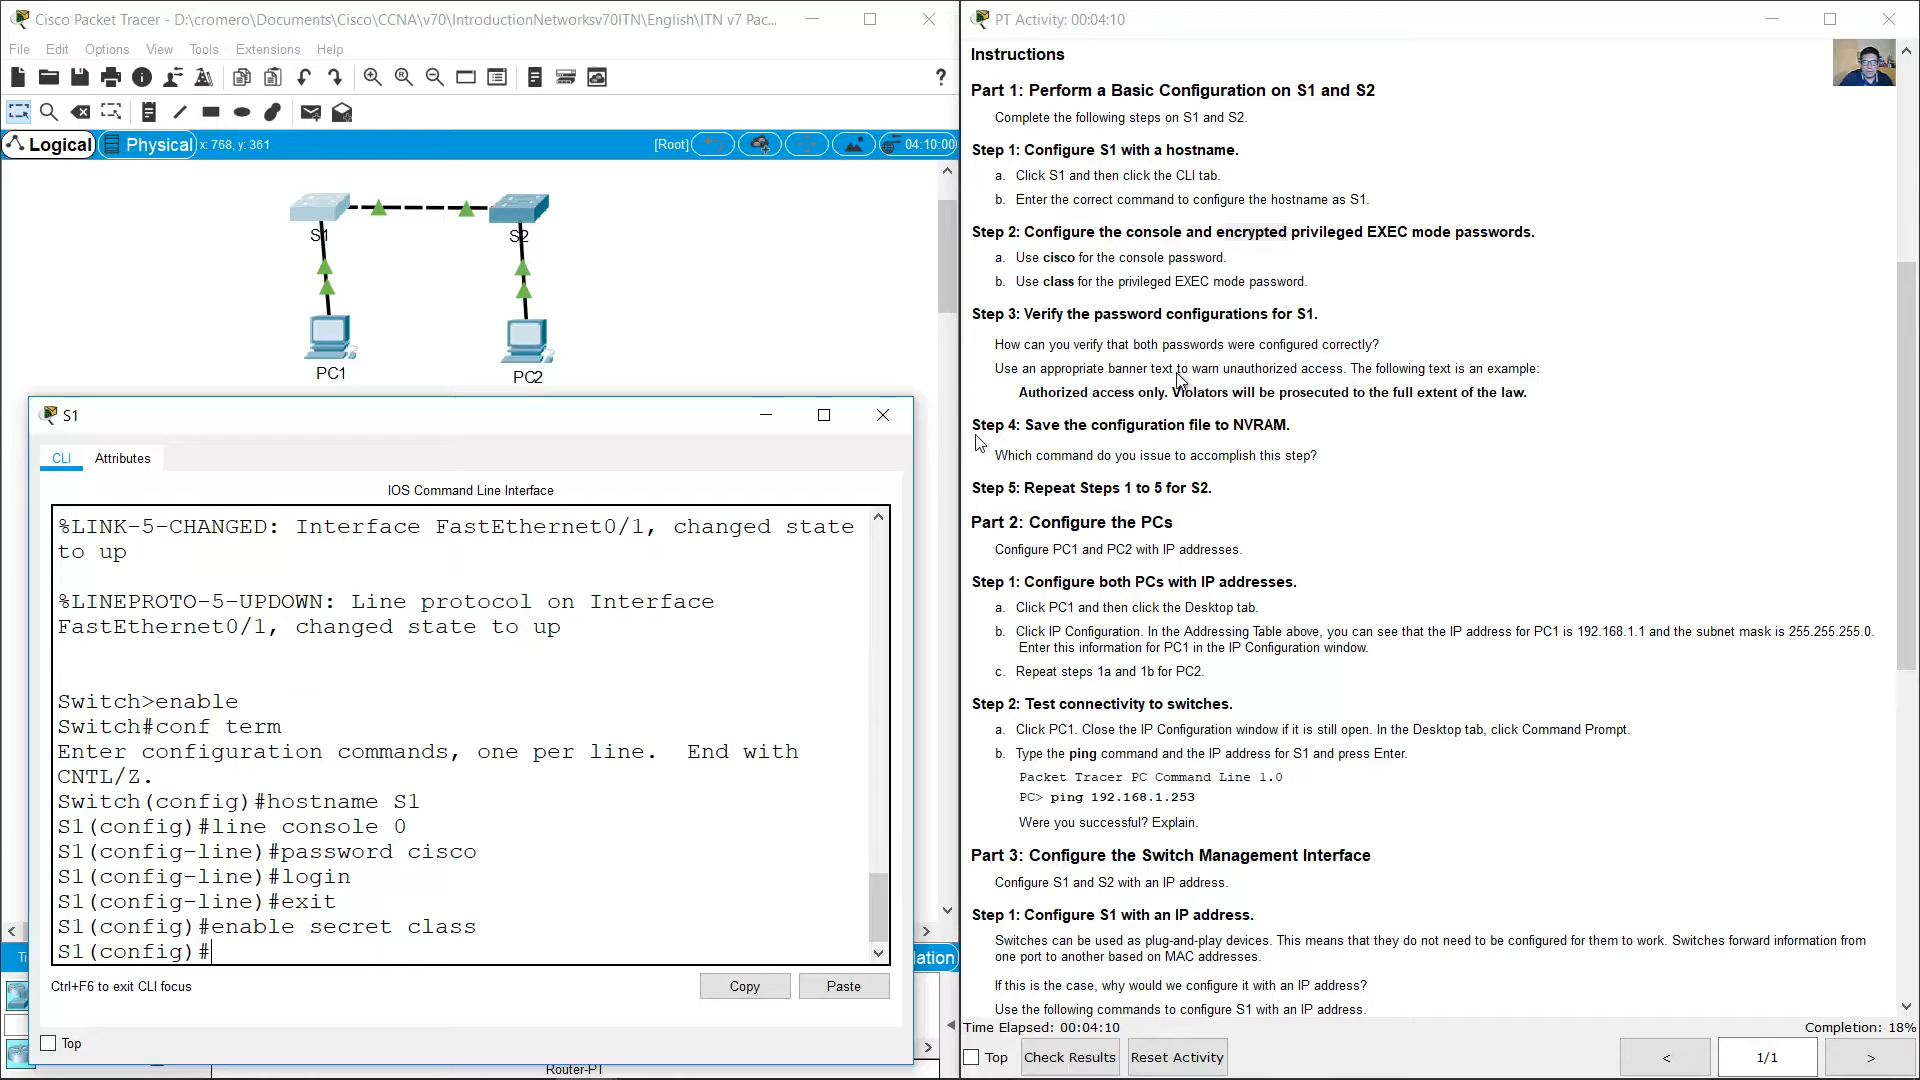 Cisco Packet Tracer - D:\cromero\Documents\Cisco\CCNA\v70\IntroductionNetworksv70ITN\English\ITN v7 Pac...
File Edit Options View Tools Extensions Help
?
Logical
Physical
x: 768, y: 361
[Root]
04:10:00
S1
S2
PC1
PC2
S1
CLI
Attributes
IOS Command Line Interface
%LINK-5-CHANGED: Interface FastEthernet0/1, changed state
to up
%LINEPROTO-5-UPDOWN: Line protocol on Interface
FastEthernet0/1, changed state to up
Switch>enable
Switch#conf term
Enter configuration commands, one per line.  End with
CNTL/Z.
Switch(config)#hostname S1
S1(config)#line console 0
S1(config-line)#password cisco
S1(config-line)#login
S1(config-line)#exit
S1(config)#enable secret class
S1(config)#
Ctrl+F6 to exit CLI focus
Copy
Paste
Top
Router-PT
PT Activity: 00:04:10
Instructions
Part 1: Perform a Basic Configuration on S1 and S2
Complete the following steps on S1 and S2.
Step 1: Configure S1 with a hostname.
a. Click S1 and then click the CLI tab.
b. Enter the correct command to configure the hostname as S1.
Step 2: Configure the console and encrypted privileged EXEC mode passwords.
a. Use cisco for the console password.
b. Use class for the privileged EXEC mode password.
Step 3: Verify the password configurations for S1.
How can you verify that both passwords were configured correctly?
Use an appropriate banner text to warn unauthorized access. The following text is an example:
Authorized access only. Violators will be prosecuted to the full extent of the law.
Step 4: Save the configuration file to NVRAM.
Which command do you issue to accomplish this step?
Step 5: Repeat Steps 1 to 5 for S2.
Part 2: Configure the PCs
Configure PC1 and PC2 with IP addresses.
Step 1: Configure both PCs with IP addresses.
a. Click PC1 and then click the Desktop tab.
b. Click IP Configuration. In the Addressing Table above, you can see that the IP address for PC1 is 192.168.1.1 and the subnet mask is 255.255.255.0.
Enter this information for PC1 in the IP Configuration window.
c. Repeat steps 1a and 1b for PC2.
Step 2: Test connectivity to switches.
a. Click PC1. Close the IP Configuration window if it is still open. In the Desktop tab, click Command Prompt.
b. Type the ping command and the IP address for S1 and press Enter.
Packet Tracer PC Command Line 1.0
PC> ping 192.168.1.253
Were you successful? Explain.
Part 3: Configure the Switch Management Interface
Configure S1 and S2 with an IP address.
Step 1: Configure S1 with an IP address.
Switches can be used as plug-and-play devices. This means that they do not need to be configured for them to work. Switches forward information from
one port to another based on MAC addresses.
If this is the case, why would we configure it with an IP address?
Use the following commands to configure S1 with an IP address.
Time Elapsed: 00:04:10
Completion: 18%
Top
Check Results
Reset Activity
<
1/1
>